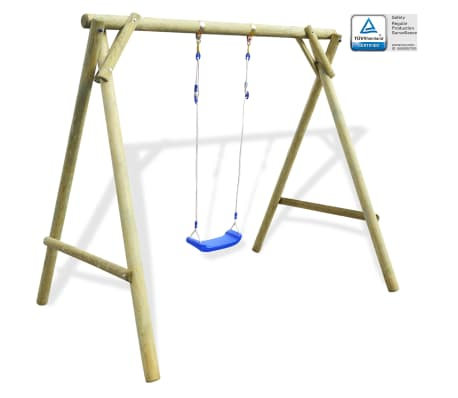 TÜVRheinland
CERTIFIED
Safety
Regular
Production
Surveillance